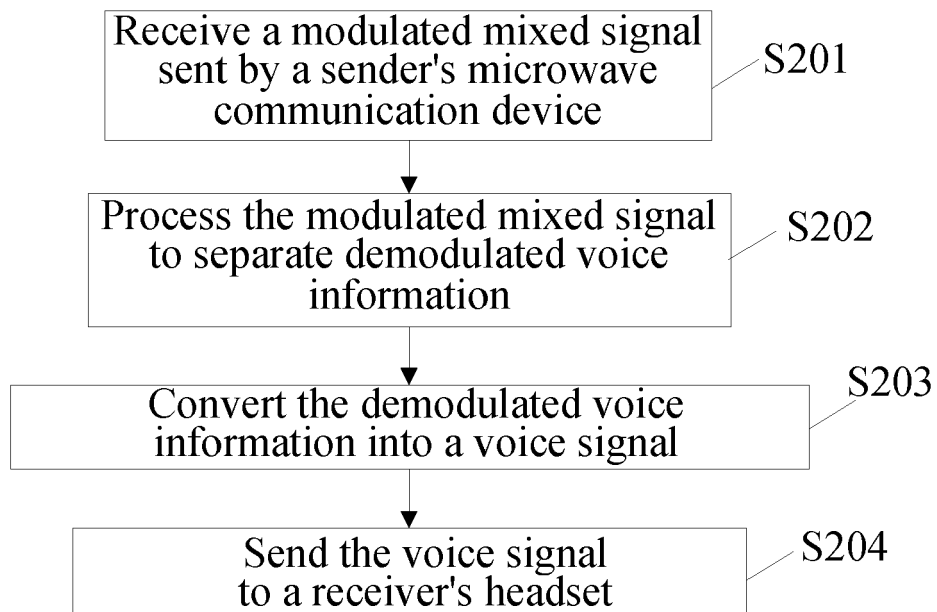 Receive a modulated mixed signal
sent by a sender's microwave
communication device
S201
Process the modulated mixed signal
to separate demodulated voice
information
S202
Convert the demodulated voice
information into a voice signal
S203
Send the voice signal
to a receiver's headset
S204